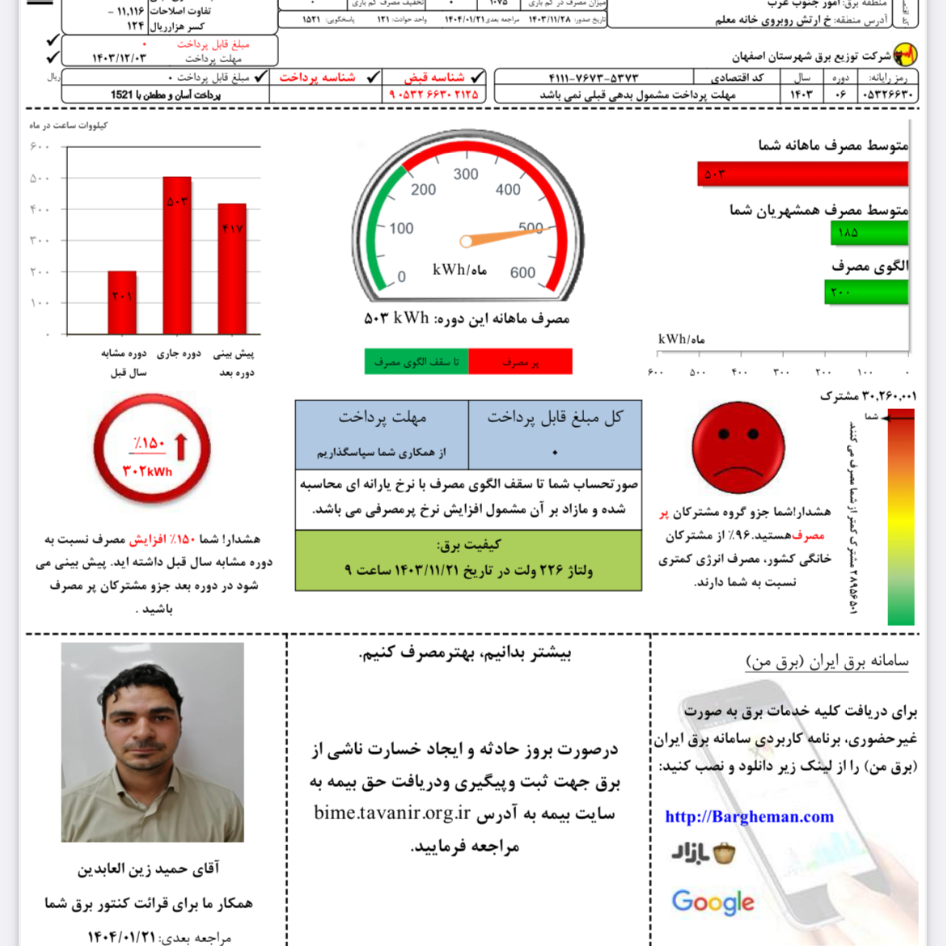 منطقه برق: امور جنوب غرب
آدرس منطقه: خ ارتش روبروی خانه معلم
میزان مصرف در کم باری ۱۰۷۵ ۰ تخفیف مصرف کم باری ۰
تاریخ صدور: ۱۴۰۳/۱۱/۲۸ مراجعه بعدی: ۱۴۰۴/۰۱/۲۱ واحد حوادث: ۱۲۱ پاسخگویی: ۱۵۲۱
تفاوت اصلاحات ۱۱,۱۱۶ -
کسر هزارریال ۱۲۴
مبلغ قابل پرداخت ۰
مهلت پرداخت ۱۴۰۳/۱۲/۰۳
شرکت توزیع برق شهرستان اصفهان
رمز رایانه: دوره سال کد اقتصادی ۴۱۱۱-۷۶۷۳-۵۳۷۳
۰۵۳۲۶۶۳۰ ۰۶ ۱۴۰۳ مهلت پرداخت مشمول بدهی قبلی نمی باشد
شناسه قبض شناسه پرداخت مبلغ قابل پرداخت ۰ ریال
۹۰۵۳۲۶۶۳۰۲۱۲۵ پرداخت آسان و مطمئن با 1521
متوسط مصرف ماهانه شما
۵۰۳
متوسط مصرف همشهریان شما
۱۸۵
الگوی مصرف
۲۰۰
kWh/ماه
۶۰۰ ۵۰۰ ۴۰۰ ۳۰۰ ۲۰۰ ۱۰۰ ۰
0 100 200 300 400 500 600
kWh/ماه
مصرف ماهانه این دوره: ۵۰۳ kWh
پر مصرف
تا سقف الگوی مصرف
کیلووات ساعت در ماه
۶۰۰
۵۰۰
۴۰۰
۳۰۰
۲۰۰
۱۰۰
۰
۲۰۱ ۵۰۳ ۴۱۷
پیش بینی دوره بعد
دوره جاری
دوره مشابه سال قبل
۳۰,۲۶۰,۰۰۱ مشترک
شما
۲۸۹۵۶۵۰۱ مشترک کمتر از شما مصرف می کنند
هشدار!شما جزو گروه مشترکان پر
مصرف‌هستید.۹۶٪ از مشترکان
خانگی کشور، مصرف انرژی کمتری
نسبت به شما دارند.
کل مبلغ قابل پرداخت مهلت پرداخت
۰ از همکاری شما سپاسگذاریم
صورتحساب شما تا سقف الگوی مصرف با نرخ یارانه ای محاسبه
شده و مازاد بر آن مشمول افزایش نرخ پرمصرفی می باشد.
کیفیت برق:
ولتاژ ۲۲۶ ولت در تاریخ ۱۴۰۳/۱۱/۲۱ ساعت ۹
٪۱۵۰
۳۰۲kWh
هشدار! شما ۱۵۰٪ افزایش مصرف نسبت به
دوره مشابه سال قبل داشته اید. پیش بینی می
شود در دوره بعد جزو مشترکان پر مصرف
باشید .
سامانه برق ایران (برق من)
برای دریافت کلیه خدمات برق به صورت
غیرحضوری، برنامه کاربردی سامانه برق ایران
(برق من) را از لینک زیر دانلود و نصب کنید:
http://Bargheman.com
بازار
Google
بیشتر بدانیم، بهترمصرف کنیم.
درصورت بروز حادثه و ایجاد خسارت ناشی از
برق جهت ثبت وپیگیری ودریافت حق بیمه به
سایت بیمه به آدرس bime.tavanir.org.ir
مراجعه فرمایید.
آقای حمید زین العابدین
همکار ما برای قرائت کنتور برق شما
مراجعه بعدی: ۱۴۰۴/۰۱/۲۱